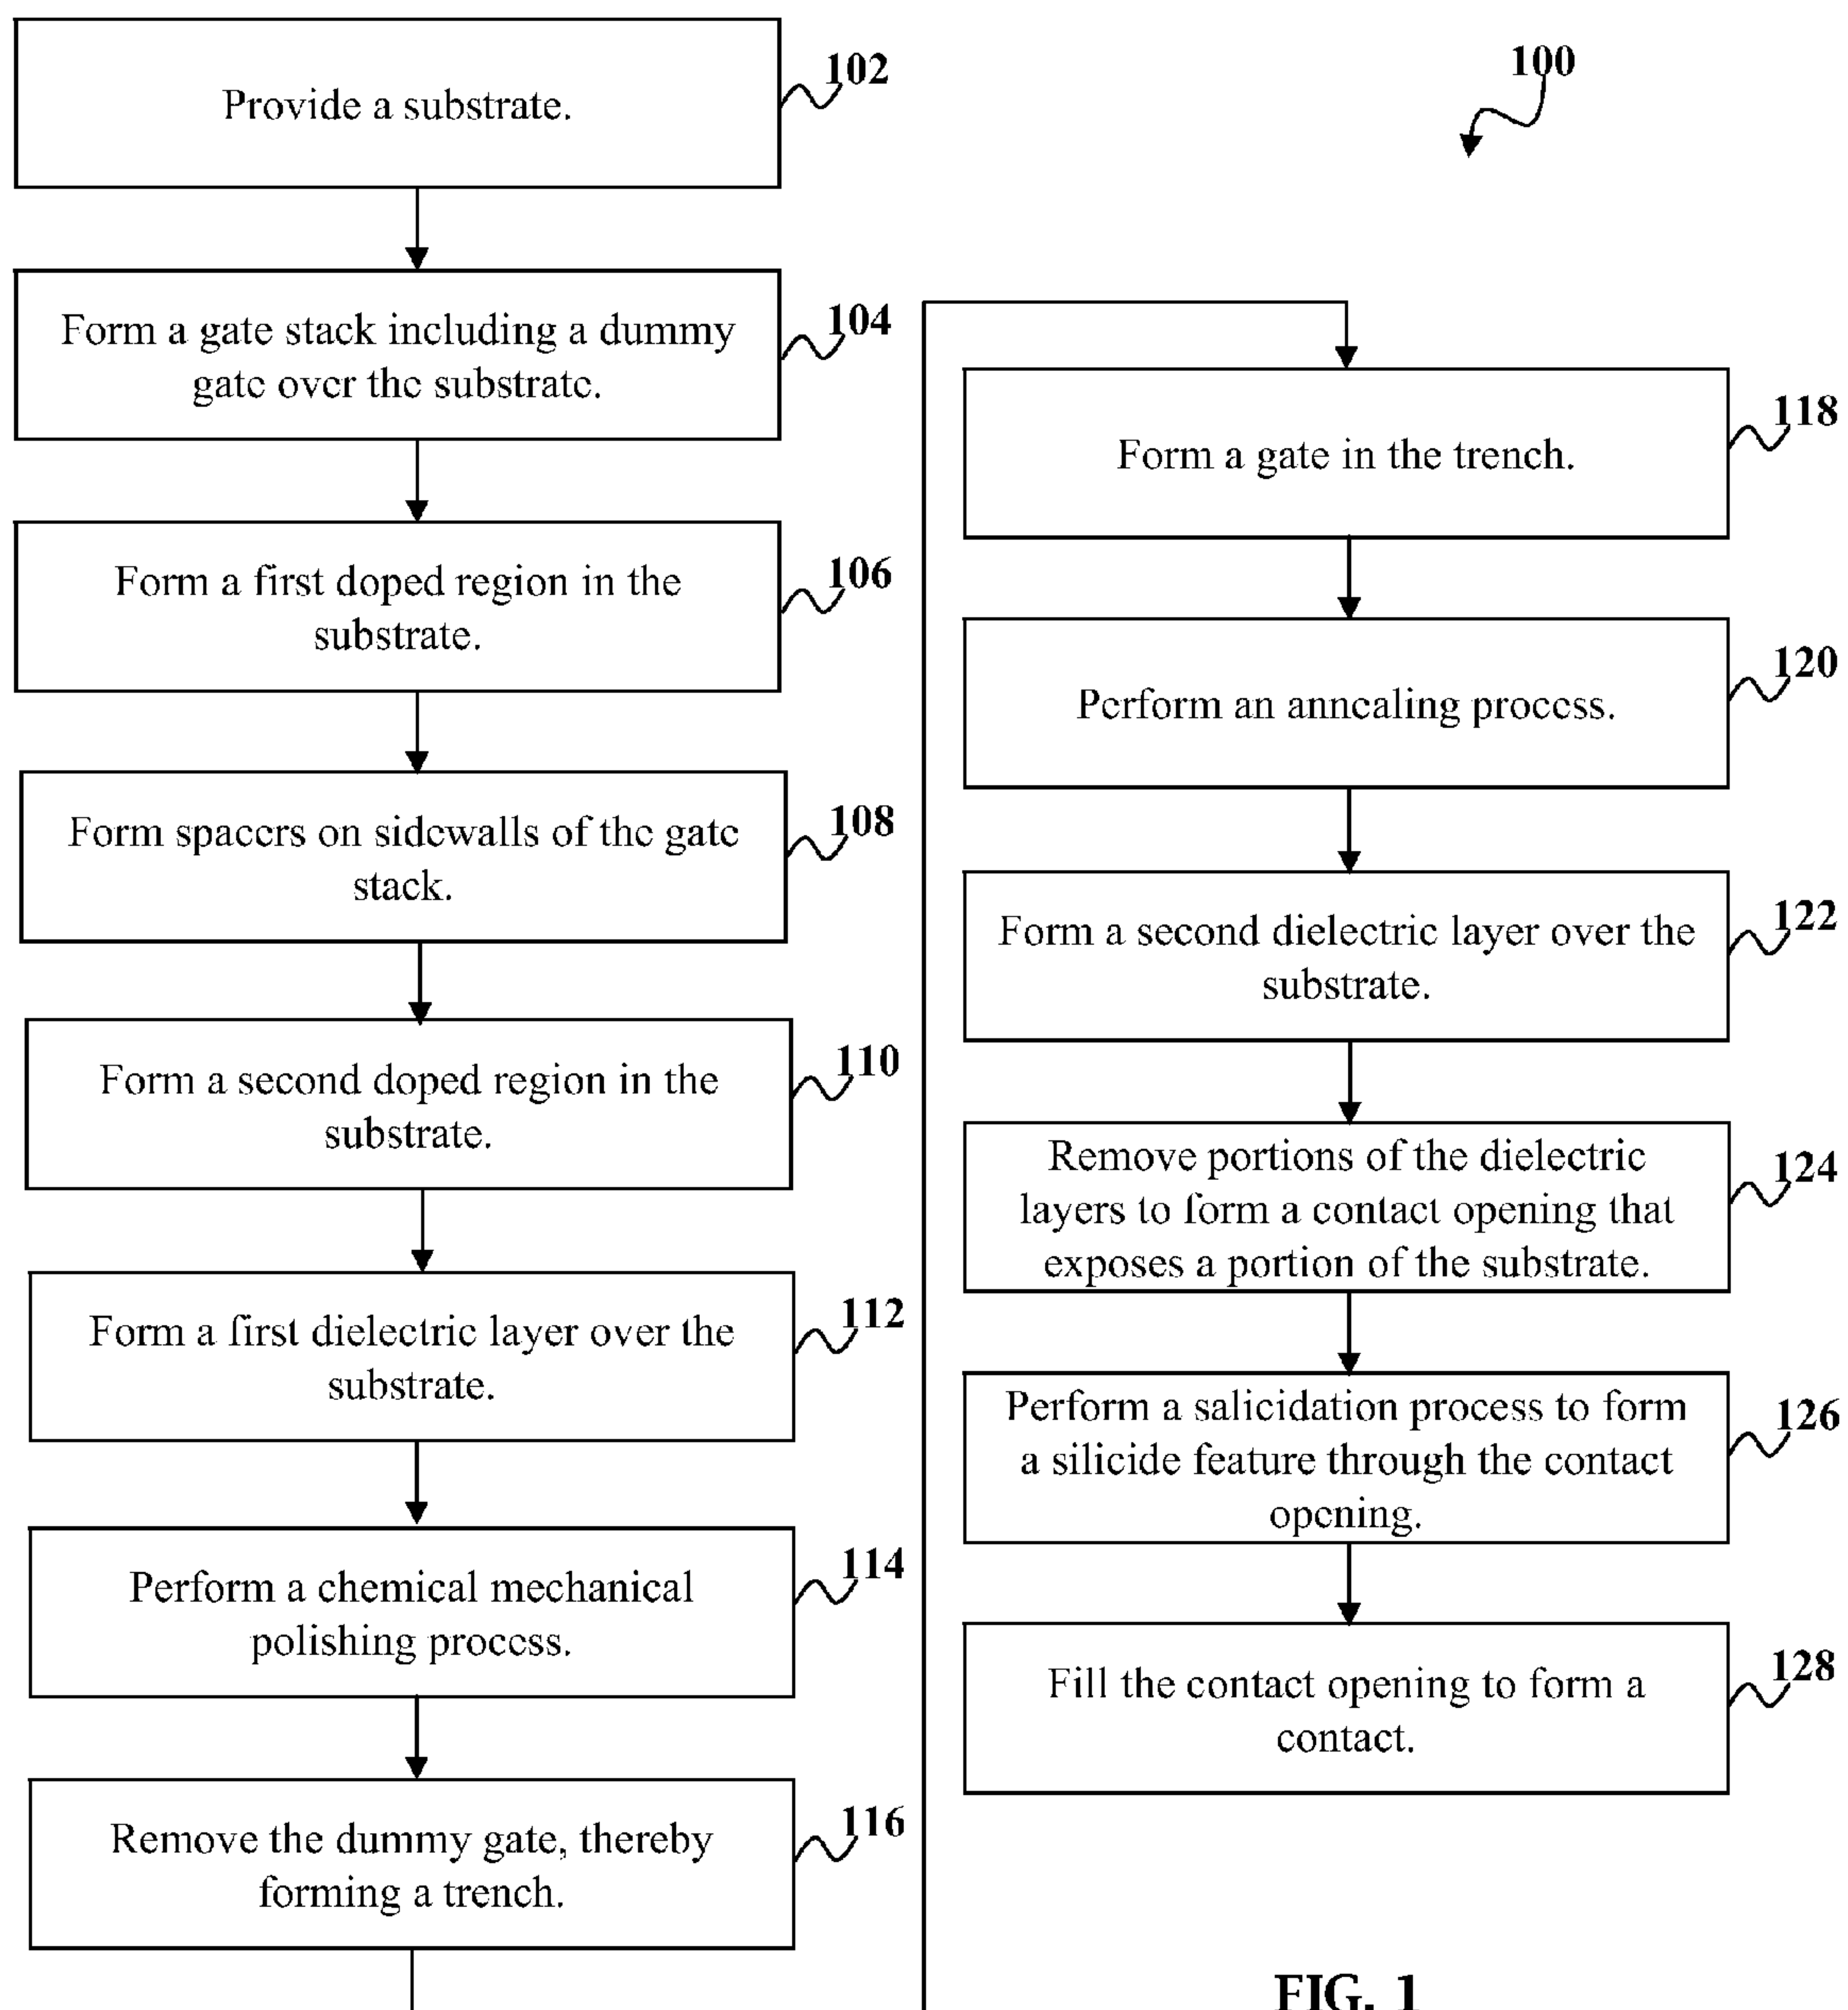 Provide a substrate.
102
Form a gate stack including a dummy
gate over the substrate.
104
Form a first doped region in the
substrate.
106
Form spacers on sidewalls of the gate
stack.
108
Form a second doped region in the
substrate.
110
Form a first dielectric layer over the
substrate.
112
Perform a chemical mechanical
polishing process.
114
Remove the dummy gate, thereby
forming a trench.
116
100
Form a gate in the trench.
118
Perform an annealing process.
120
Form a second dielectric layer over the
substrate.
122
Remove portions of the dielectric
layers to form a contact opening that
exposes a portion of the substrate.
124
Perform a salicidation process to form
a silicide feature through the contact
opening.
126
Fill the contact opening to form a
contact.
128
FIG. 1